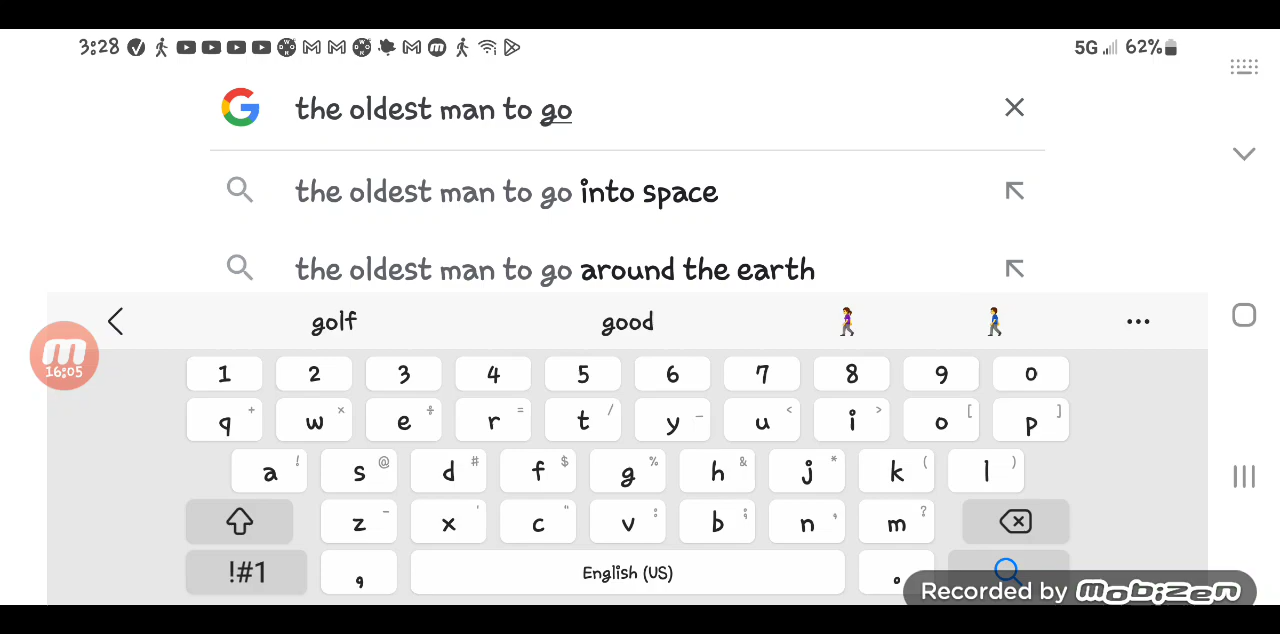 3:28 5G 62%
the oldest man to go
the oldest man to go into space
the oldest man to go around the earth
golf good
16:05
1 2 3 4 5 6 7 8 9 0
q + w × e ÷ r = t / y _ u < i > o [ p ]
a ! s @ d # f $ g % h & j * k ( l )
z - x ' c " v : b ; n , m ?
!#1 , English (US) .
Recorded by mobizen